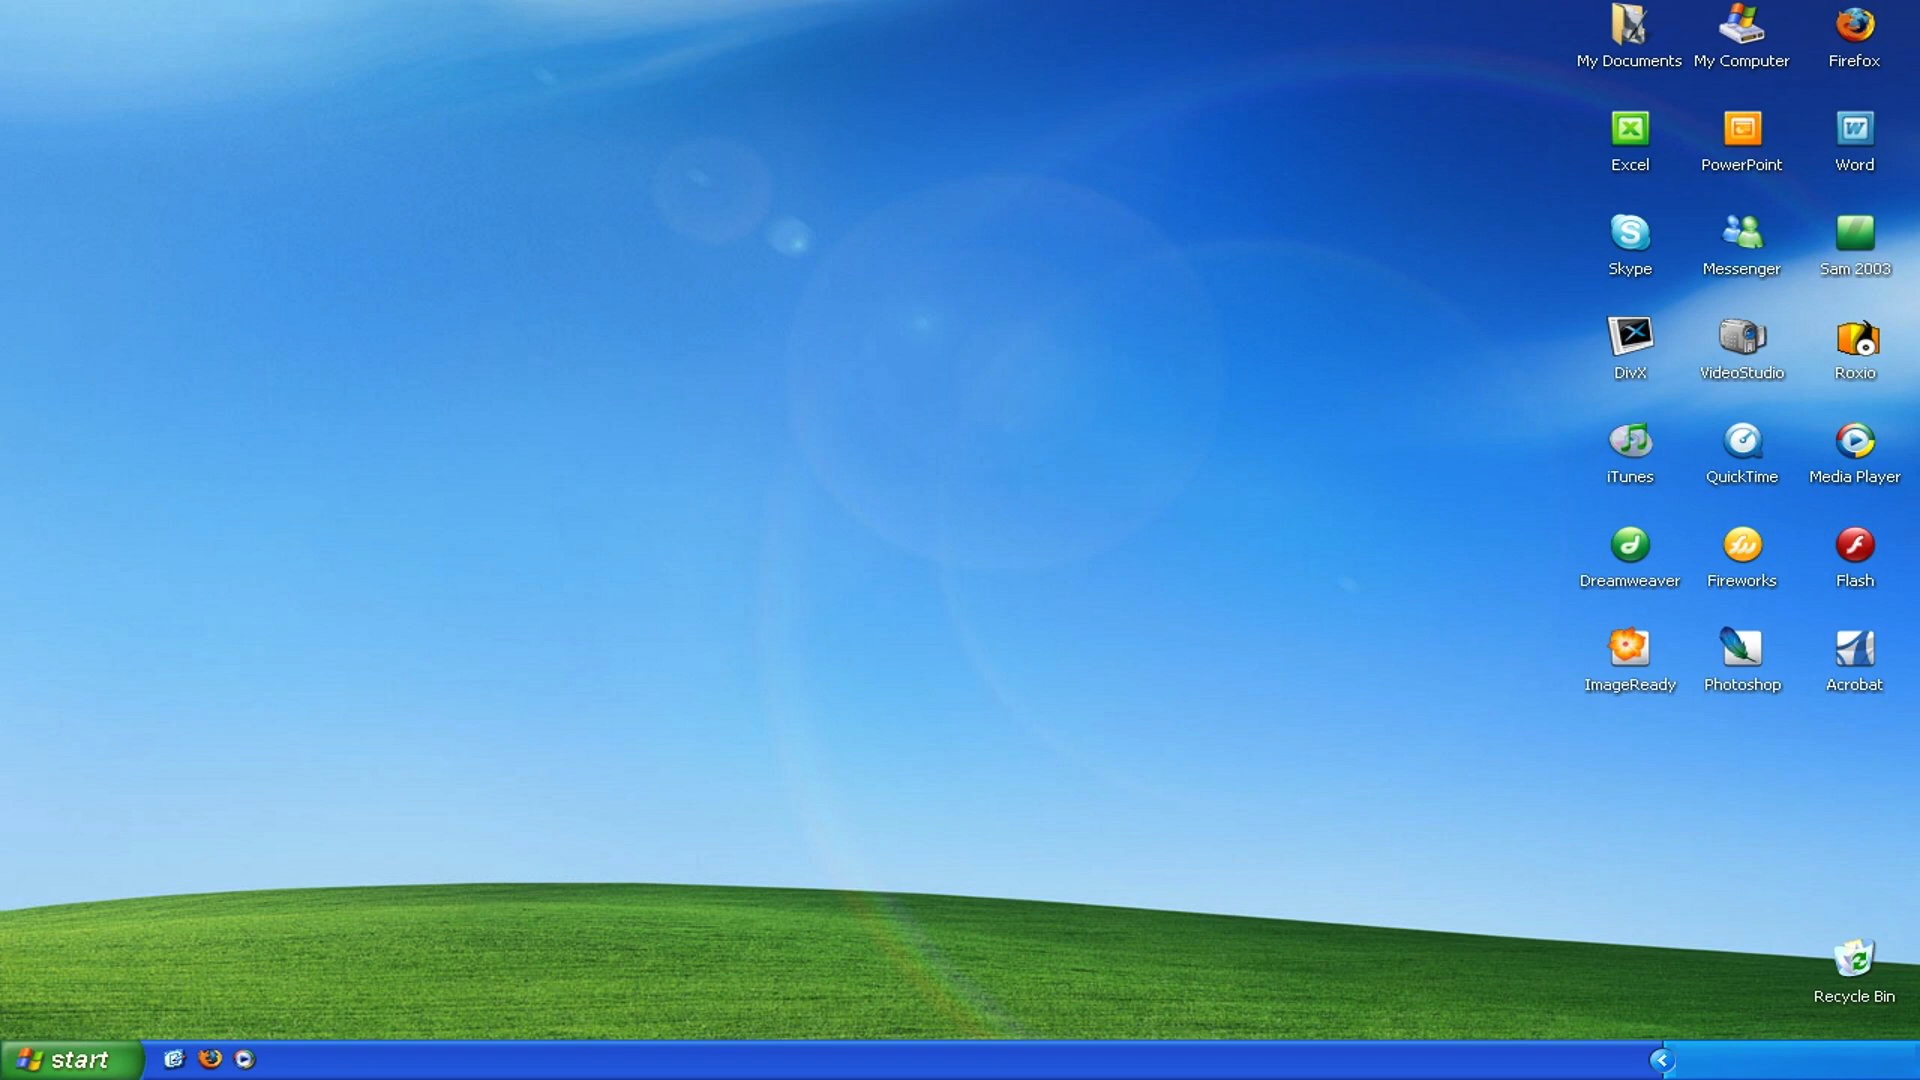 My Documents My Computer Firefox
Excel PowerPoint Word
Skype Messenger Sam 2003
DivX VideoStudio Roxio
iTunes QuickTime Media Player
Dreamweaver Fireworks Flash
ImageReady Photoshop Acrobat
Recycle Bin
start